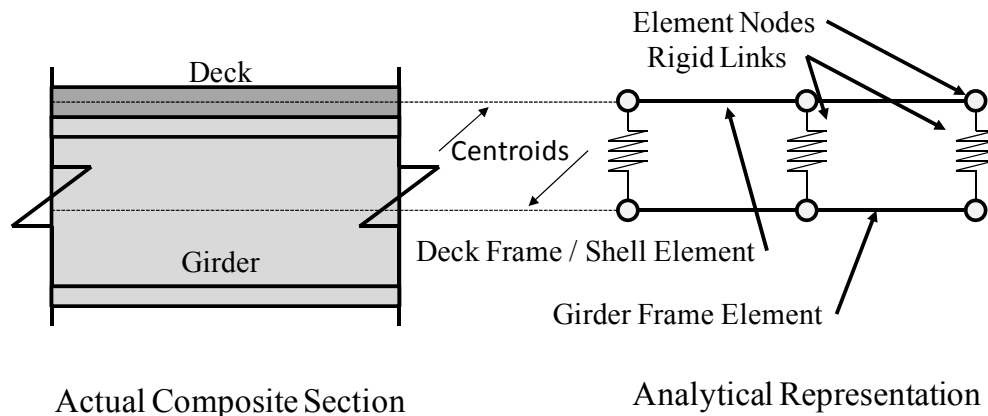 Element Nodes
Rigid Links
Deck
Centroids
Deck Frame / Shell Element
Girder
Girder Frame Element
Actual Composite Section
Analytical Representation